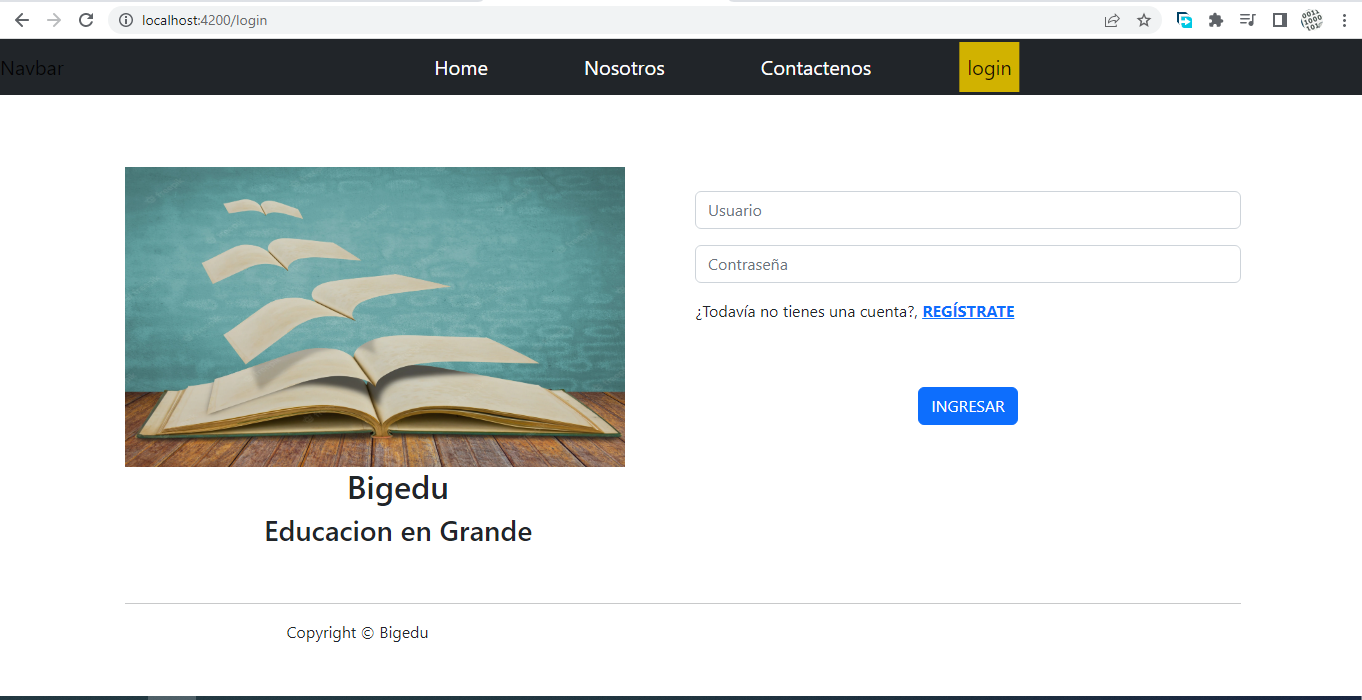 localhost:4200/login
Navbar
Home
Nosotros
Contactenos
login
Usuario
Contraseña
¿Todavía no tienes una cuenta?, REGÍSTRATE
INGRESAR
Bigedu
Educacion en Grande
Copyright © Bigedu